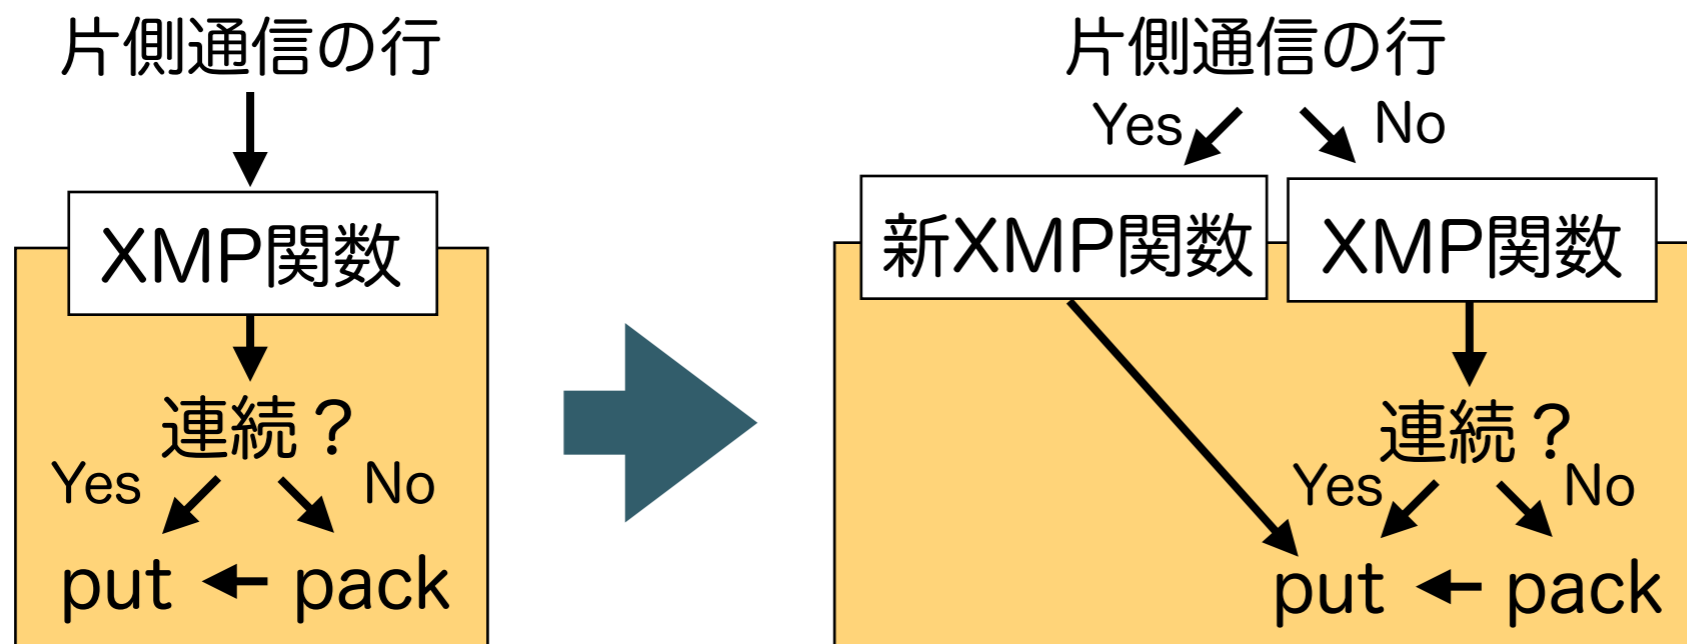 片側通信の行
XMP関数
連続？
Yes
No
put
pack
片側通信の行
Yes
No
新XMP関数
XMP関数
連続？
Yes
No
put
pack